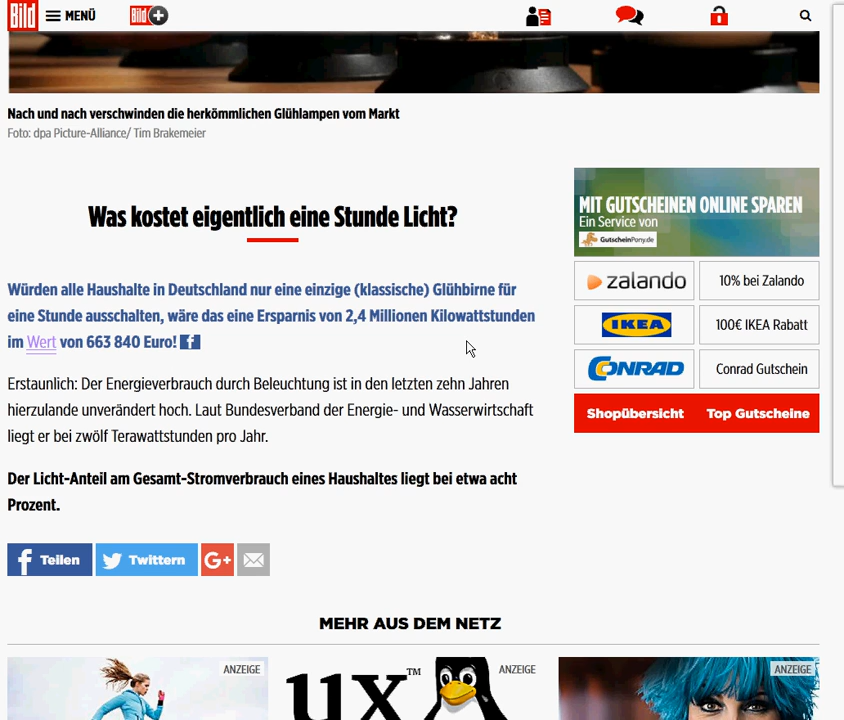 Bild
MENÜ
Bild +
Nach und nach verschwinden die herkömmlichen Glühlampen vom Markt
Foto: dpa Picture-Alliance/ Tim Brakemeier
Was kostet eigentlich eine Stunde Licht?
Würden alle Haushalte in Deutschland nur eine einzige (klassische) Glühbirne für
eine Stunde ausschalten, wäre das eine Ersparnis von 2,4 Millionen Kilowattstunden
im Wert von 663 840 Euro!
Erstaunlich: Der Energieverbrauch durch Beleuchtung ist in den letzten zehn Jahren
hierzulande unverändert hoch. Laut Bundesverband der Energie- und Wasserwirtschaft
liegt er bei zwölf Terawattstunden pro Jahr.
Der Licht-Anteil am Gesamt-Stromverbrauch eines Haushaltes liegt bei etwa acht
Prozent.
Teilen
Twittern
G+
MIT GUTSCHEINEN ONLINE SPAREN
Ein Service von
GutscheinPony.de
zalando
10% bei Zalando
IKEA
100€ IKEA Rabatt
CONRAD
Conrad Gutschein
Shopübersicht
Top Gutscheine
MEHR AUS DEM NETZ
ANZEIGE
ux™
ANZEIGE
ANZEIGE